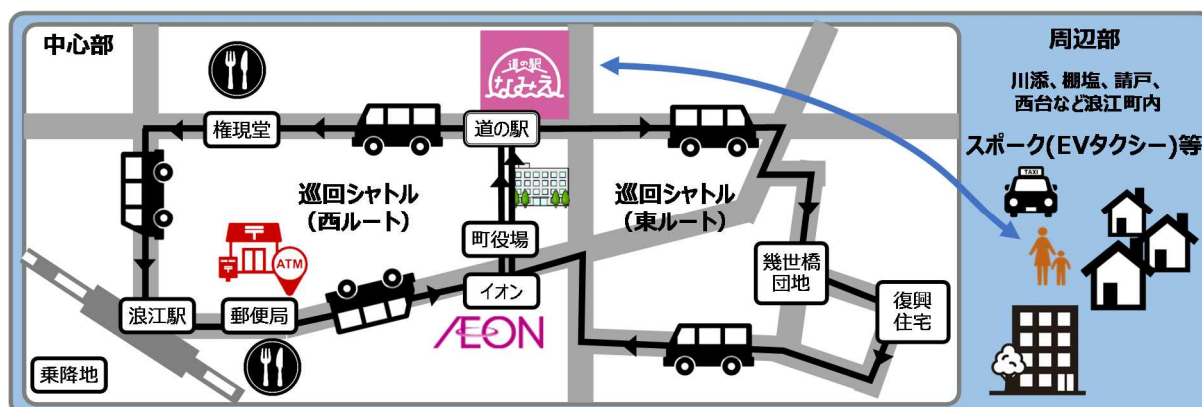 中心部
道の駅
なみえ
権現堂
道の駅
巡回シャトル
(西ルート)
巡回シャトル
(東ルート)
町役場
ATM
イオン
幾世橋
団地
復興
住宅
浪江駅
郵便局
ÆON
乗降地
周辺部
川添、棚塩、請戸、
西台など浪江町内
スポーク(EVタクシー)等
TAXI